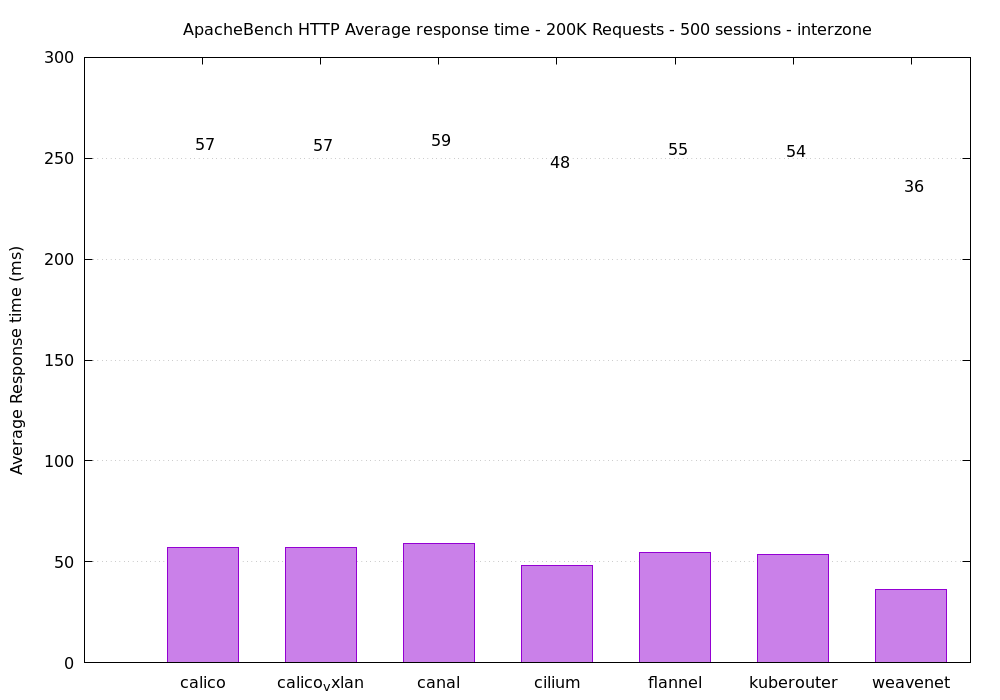 ApacheBench HTTP Average response time - 200K Requests - 500 sessions - interzone
Average Response time (ms)
300
250
200
150
100
50
0
57
57
59
48
55
54
36
calico
calicoᵥxlan
canal
cilium
flannel
kuberouter
weavenet